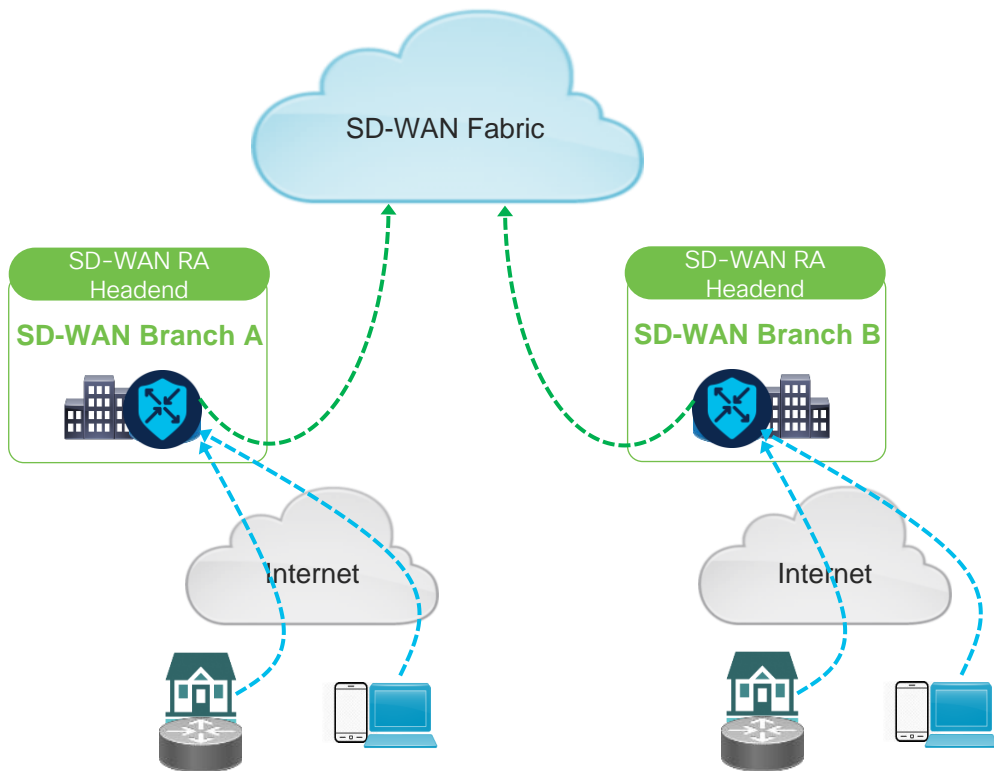 SD-WAN Fabric
SD-WAN RA
Headend
SD-WAN Branch A
SD-WAN RA
Headend
SD-WAN Branch B
Internet
Internet